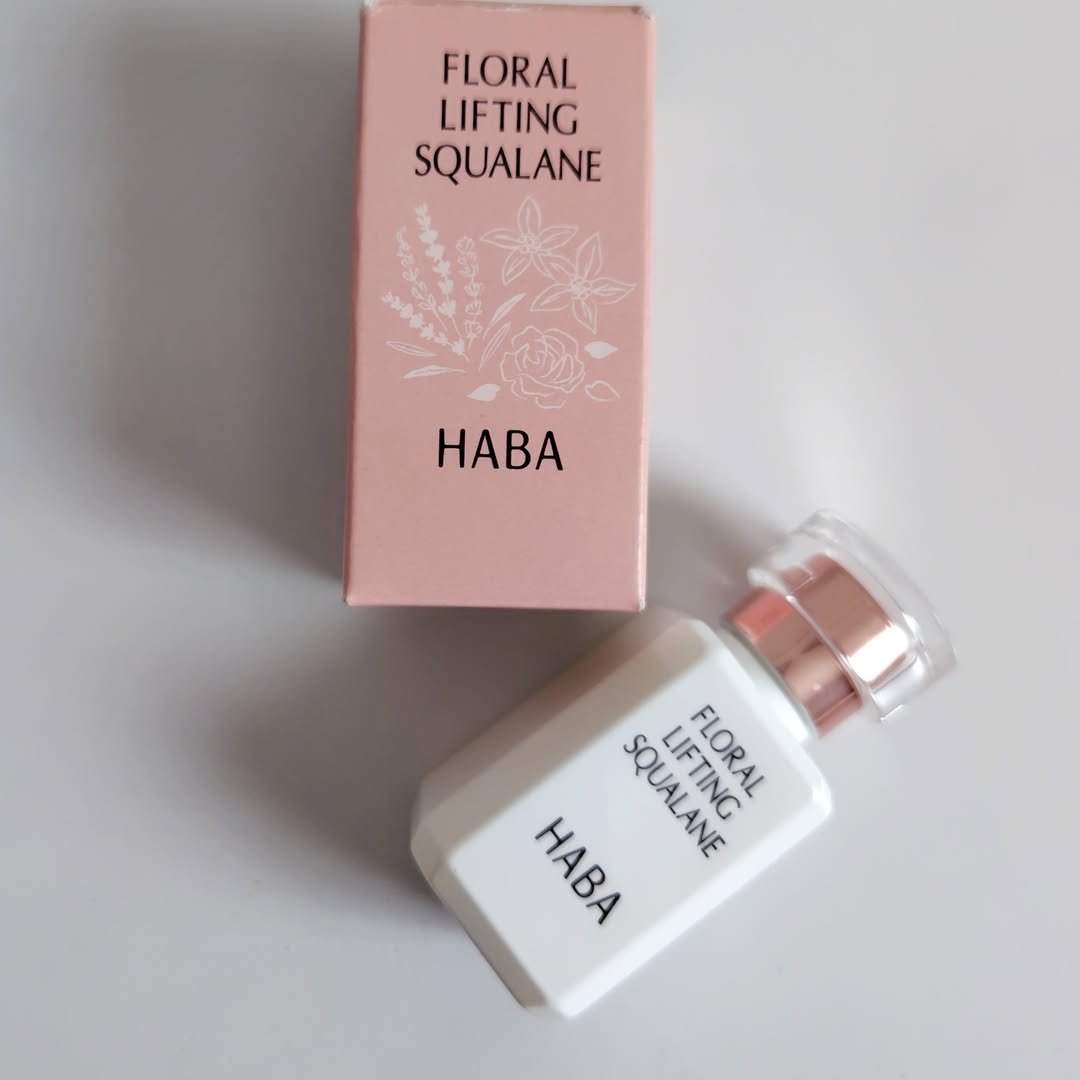 FLORAL
LIFTING
SQUALANE
HABA
FLORAL
LIFTING
SQUALANE
HABA